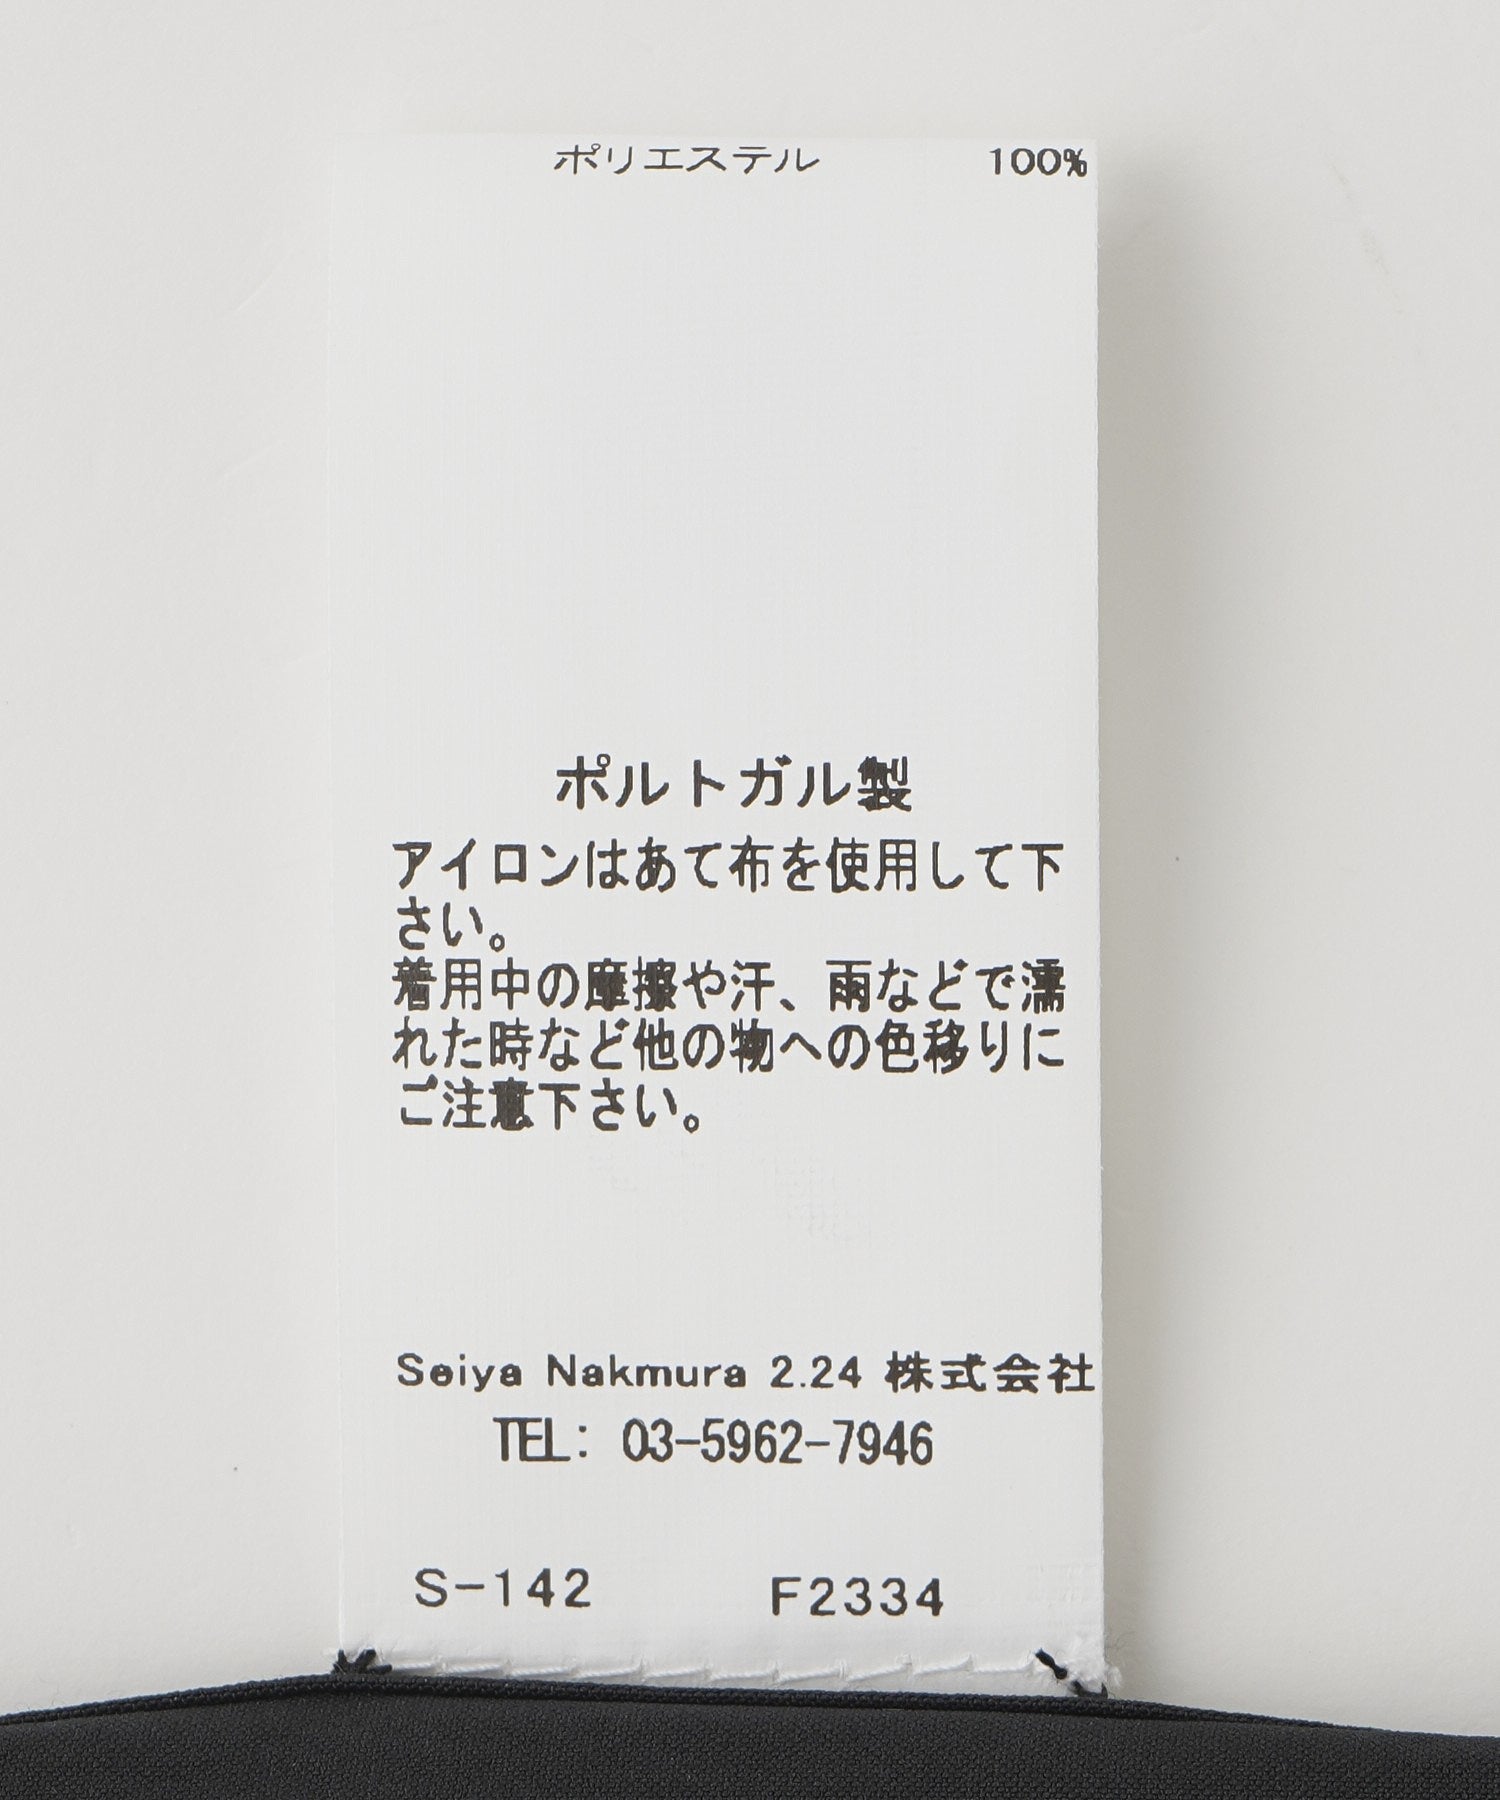 ポリエステル 100%
ポルトガル製
アイロンはあて布を使用して下
さい。
着用中の摩擦や汗、雨などで濡
れた時など他の物への色移りに
ご注意下さい。
Seiya Nakmura 2.24 株式会社
TEL: 03-5962-7946
S-142 F2334